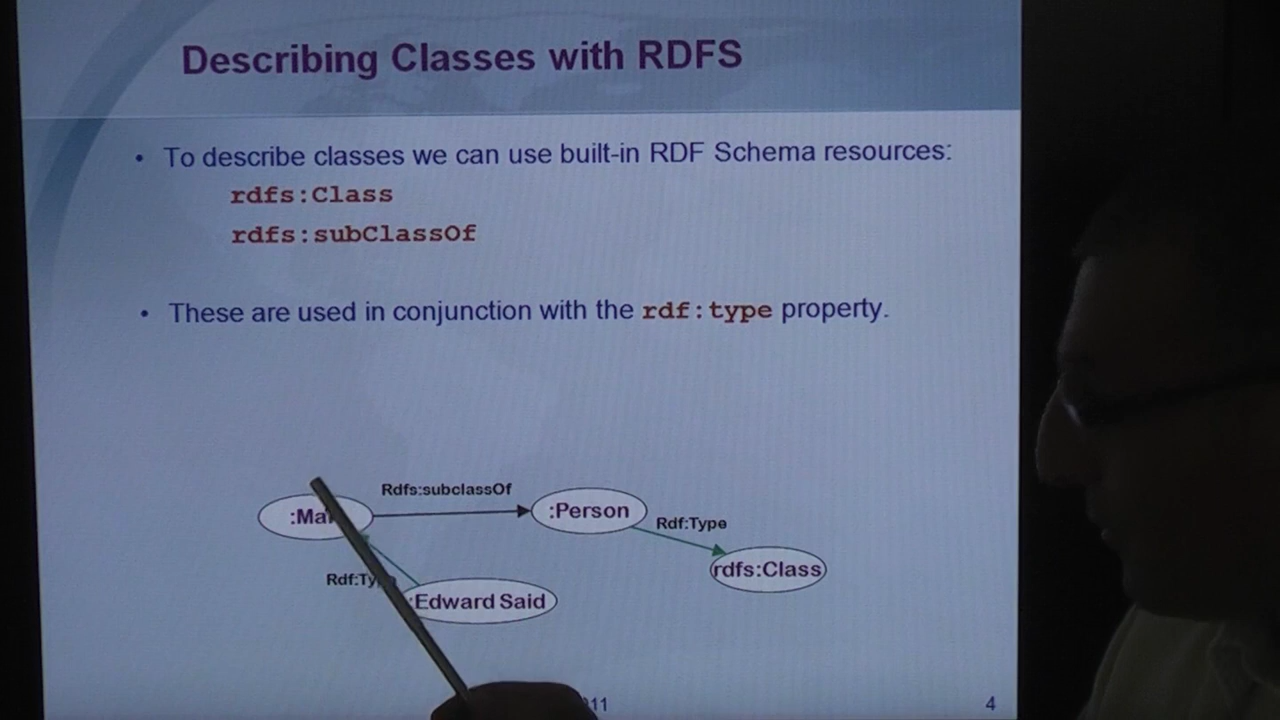 Describing Classes with RDFS
• To describe classes we can use built-in RDF Schema resources:
rdfs:Class
rdfs:subClassOf
• These are used in conjunction with the rdf:type property.
Rdfs:subclassOf
:Person
Rdf:Type
rdfs:Class
:Edward Said
4